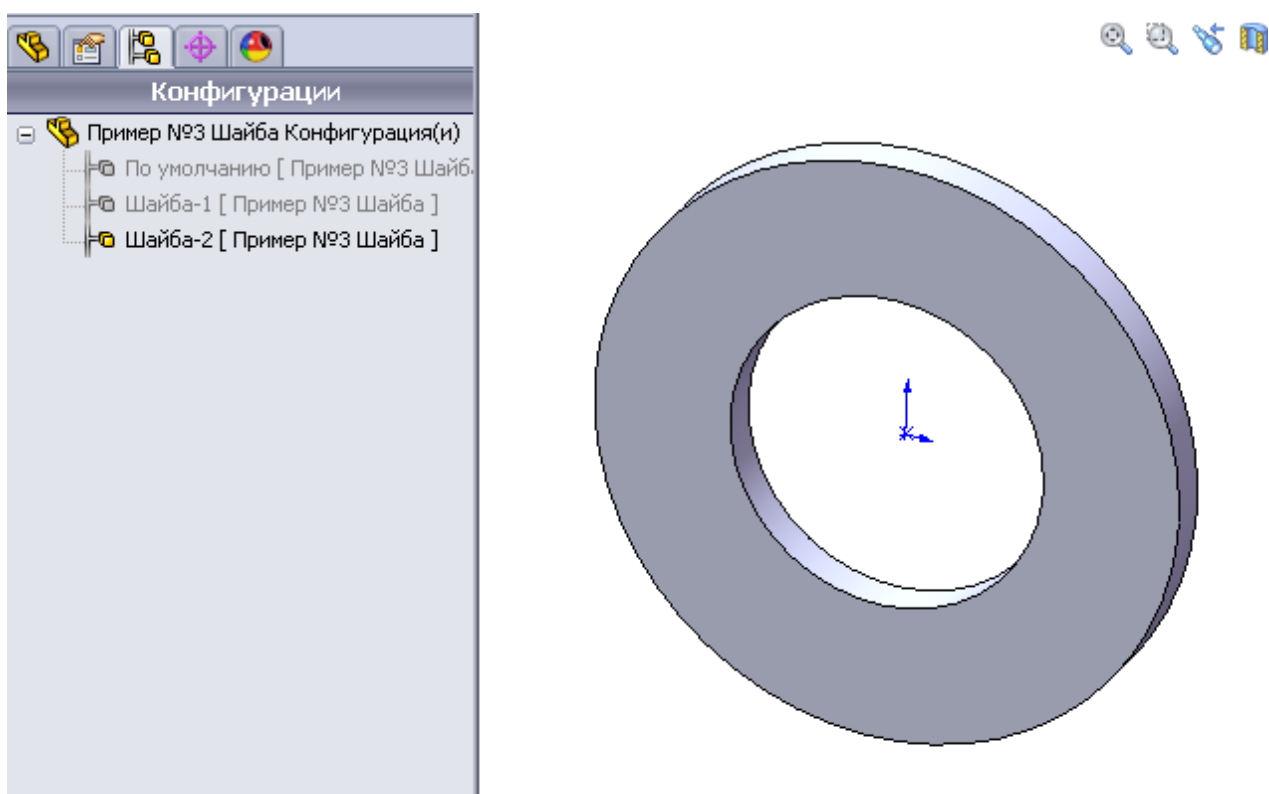 Конфигурации
Пример №3 Шайба Конфигурация(и)
По умолчанию [ Пример №3 Шайб
Шайба-1 [ Пример №3 Шайба ]
Шайба-2 [ Пример №3 Шайба ]